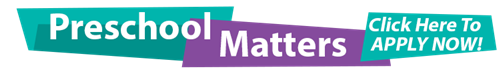 Preschool
Matters
Click Here To
APPLY NOW!